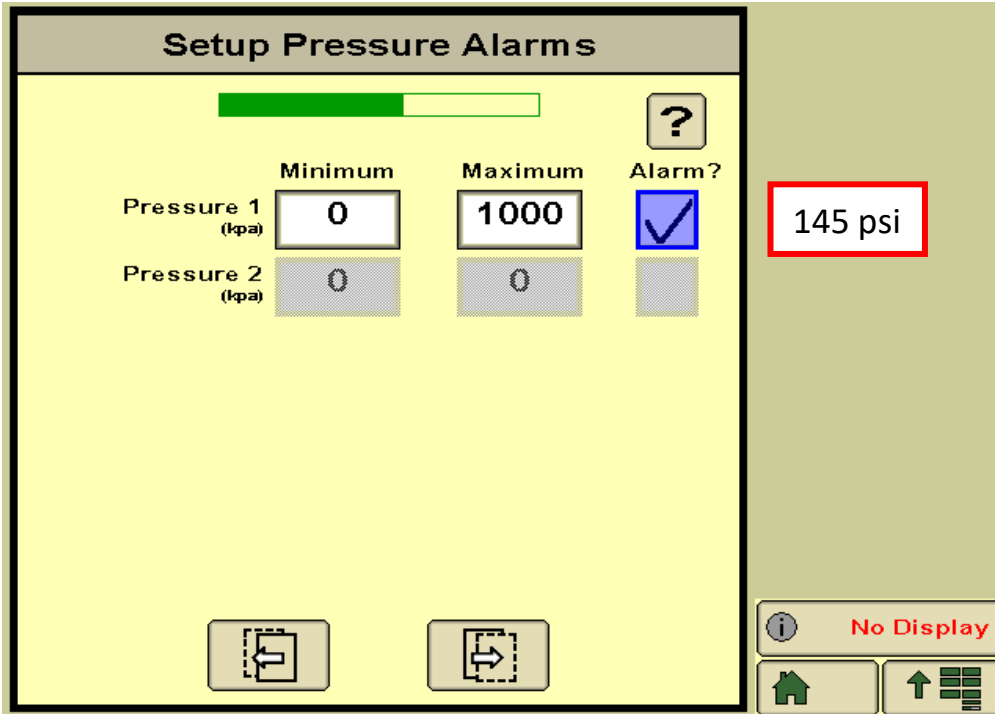 Setup Pressure Alarms
?
Minimum Maximum Alarm?
Pressure 1 0 1000 145 psi
(kpa)
Pressure 2 0 0
(kpa)
i No Display